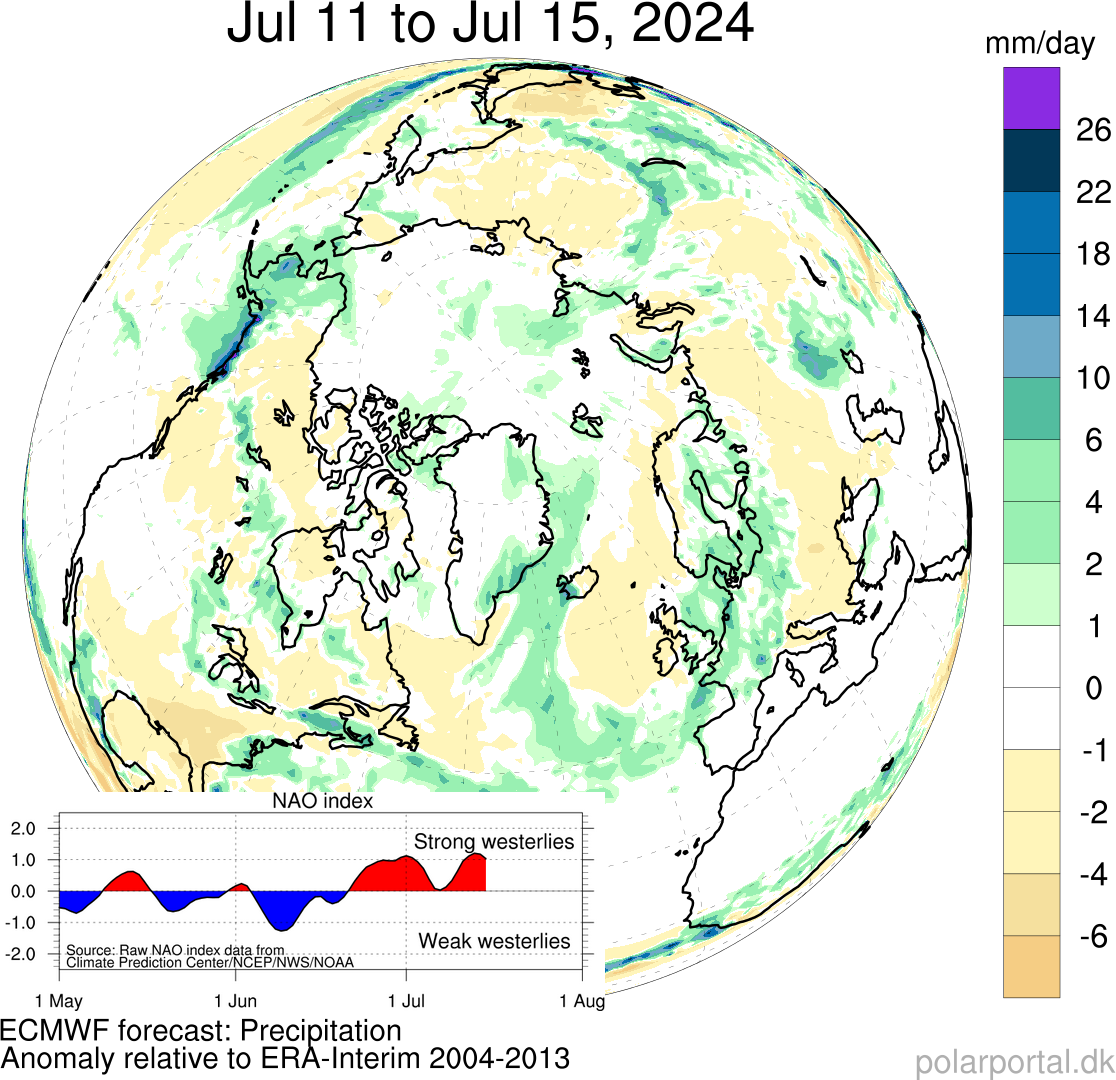 Jul 11 to Jul 15, 2024
mm/day
26
22
18
14
10
6
4
2
1
0
-1
-2
-4
-6
NAO index
2.0
1.0
0.0
-1.0
-2.0
Strong westerlies
Weak westerlies
Source: Raw NAO index data from
Climate Prediction Center/NCEP/NWS/NOAA
1 May
1 Jun
1 Jul
1 Aug
ECMWF forecast: Precipitation
Anomaly relative to ERA-Interim 2004-2013
polarportal.dk